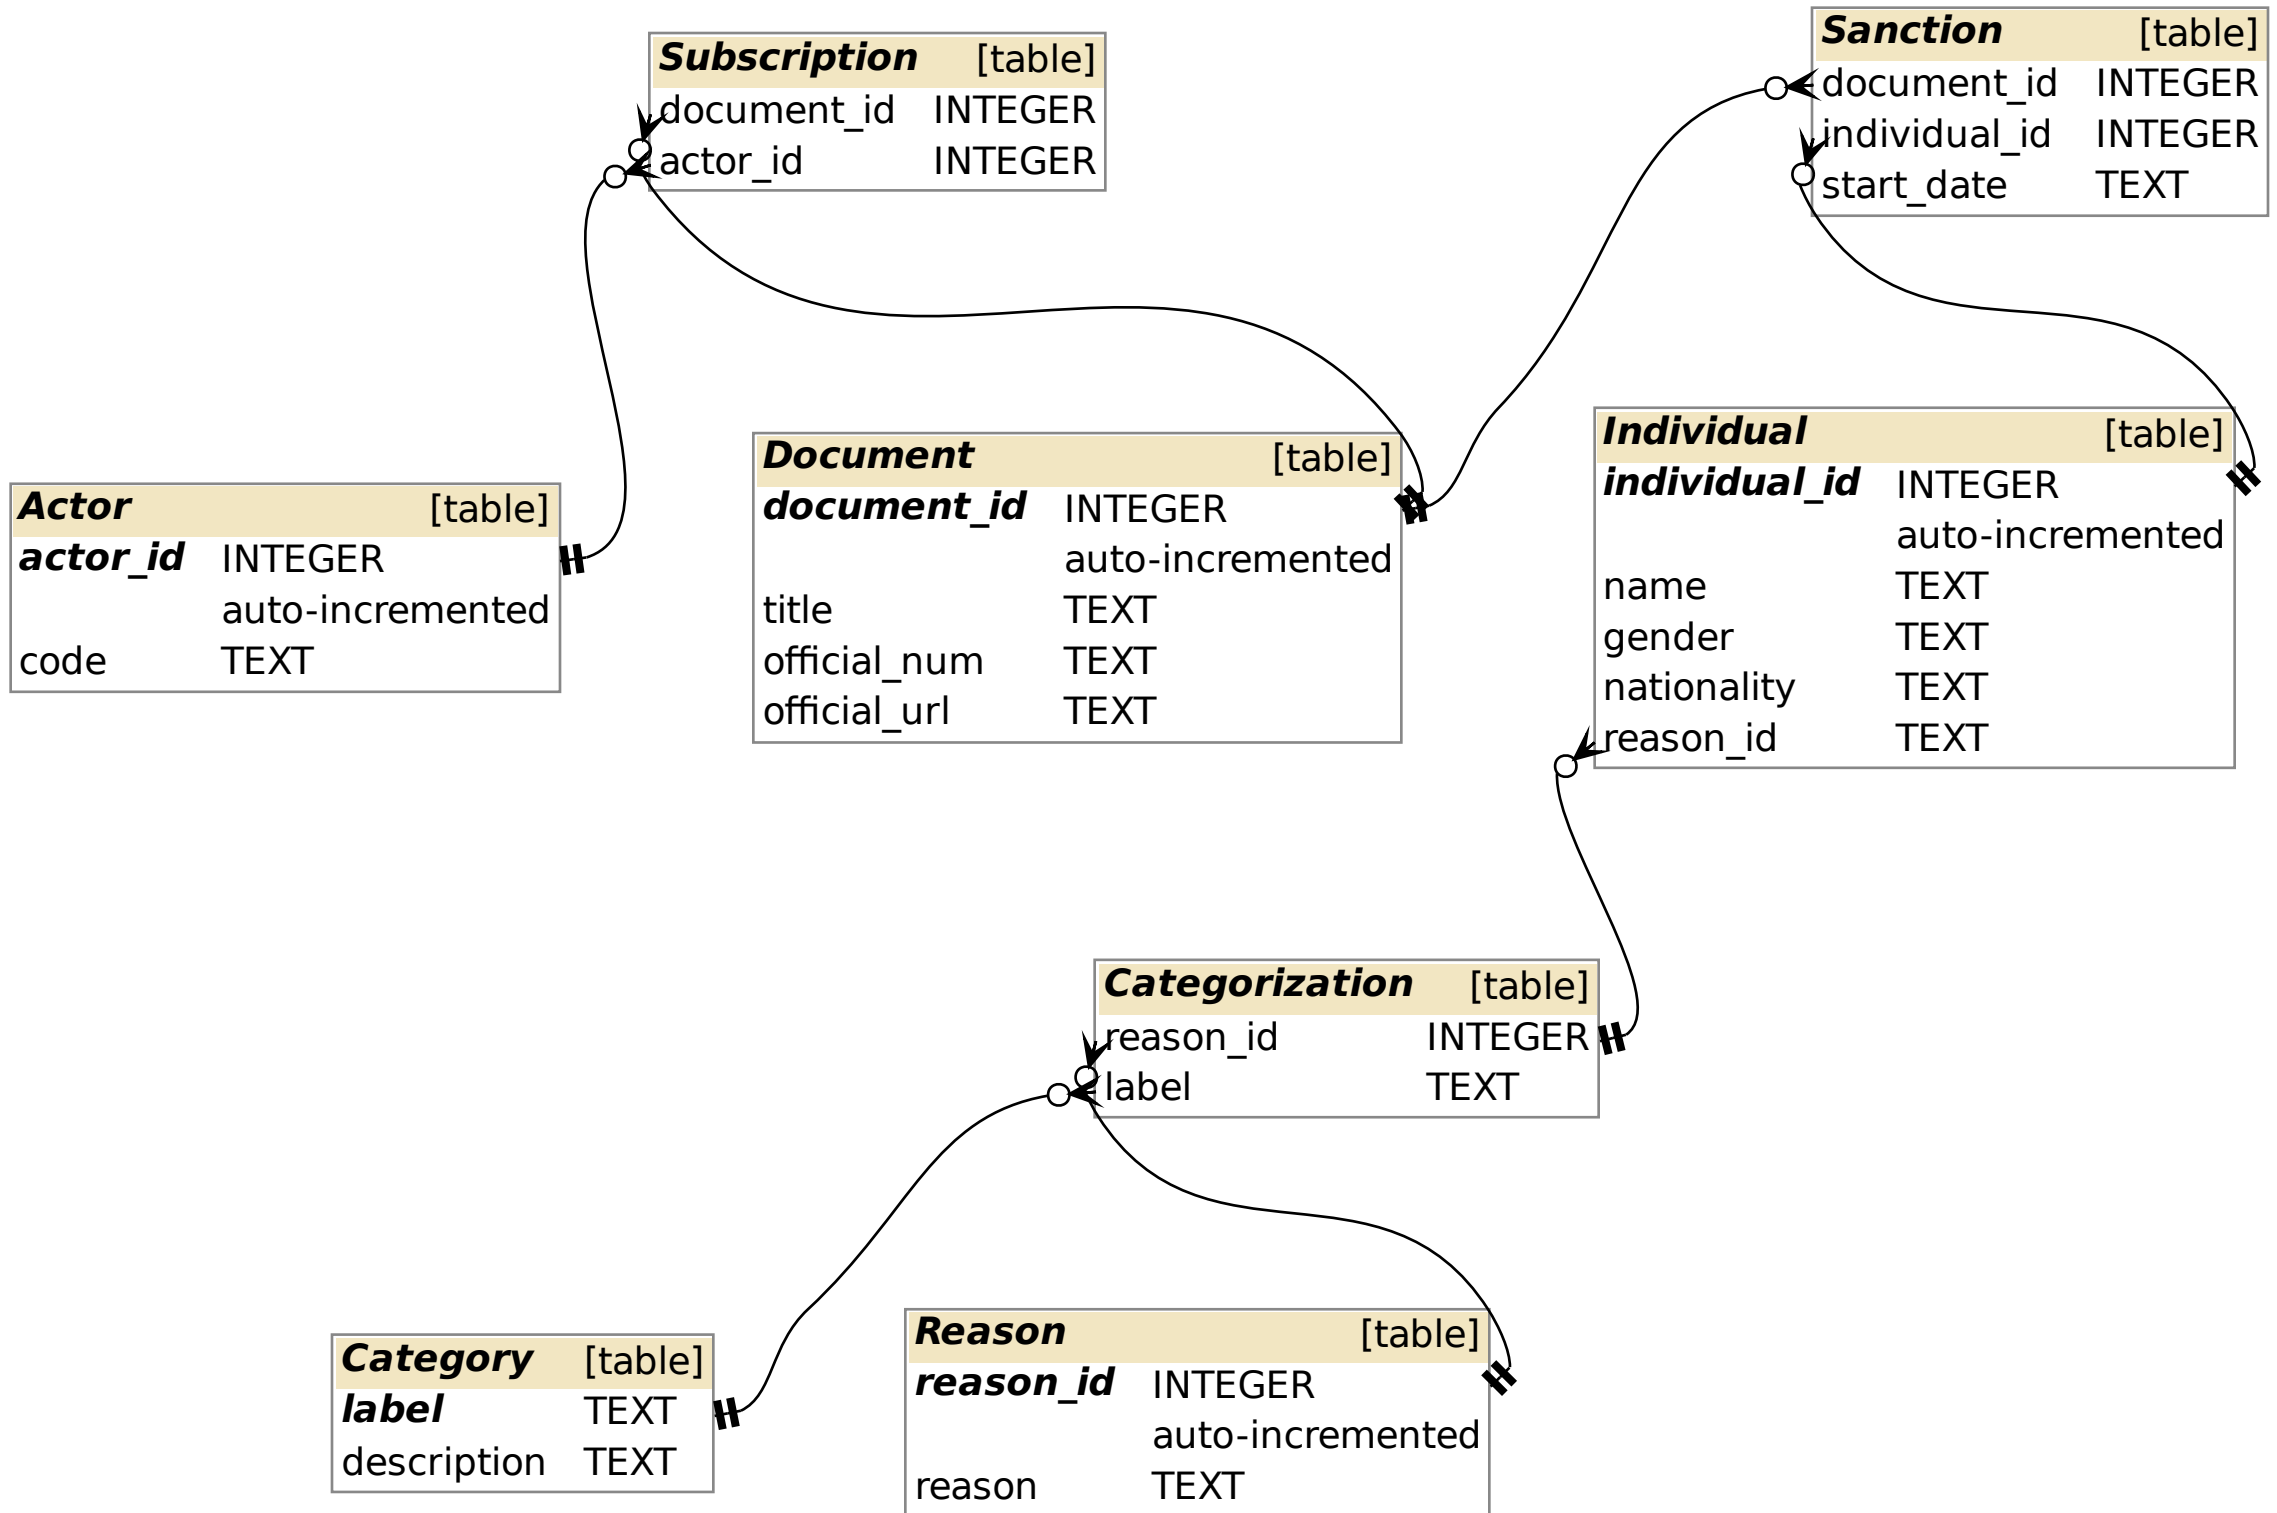 Subscription [table]
document_id INTEGER
actor_id INTEGER
Sanction [table]
document_id INTEGER
individual_id INTEGER
start_date TEXT
Actor [table]
actor_id INTEGER
auto-incremented
code TEXT
Document [table]
document_id INTEGER
auto-incremented
title TEXT
official_num TEXT
official_url TEXT
Individual [table]
individual_id INTEGER
auto-incremented
name TEXT
gender TEXT
nationality TEXT
reason_id TEXT
Categorization [table]
reason_id INTEGER
label TEXT
Category [table]
label TEXT
description TEXT
Reason [table]
reason_id INTEGER
auto-incremented
reason TEXT